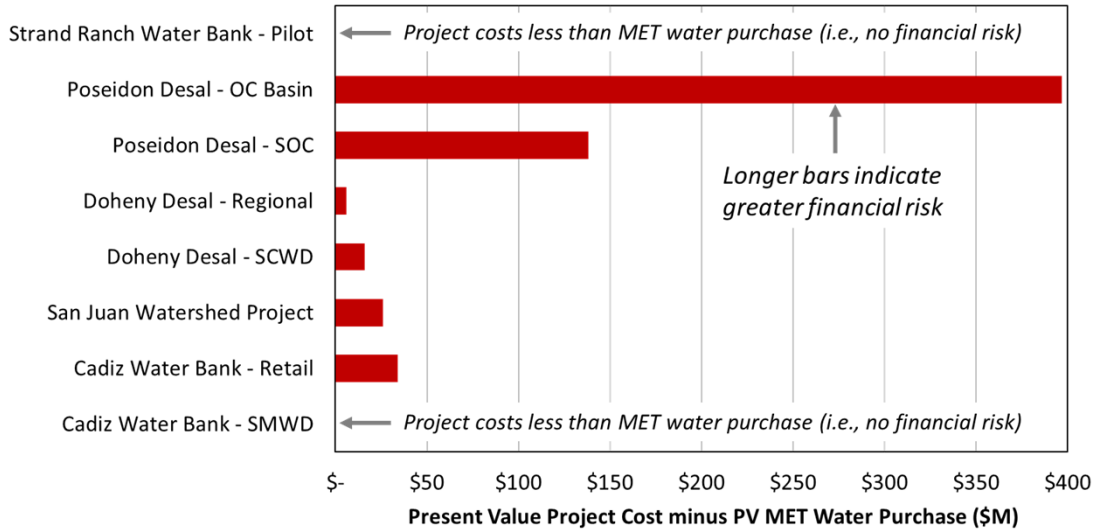 Strand Ranch Water Bank - Pilot
Project costs less than MET water purchase (i.e., no financial risk)
Poseidon Desal - OC Basin
Poseidon Desal - SOC
Longer bars indicate
greater financial risk
Doheny Desal - Regional
Doheny Desal - SCWD
San Juan Watershed Project
Cadiz Water Bank - Retail
Cadiz Water Bank - SMWD
Project costs less than MET water purchase (i.e., no financial risk)
$- $50 $100 $150 $200 $250 $300 $350 $400
Present Value Project Cost minus PV MET Water Purchase ($M)